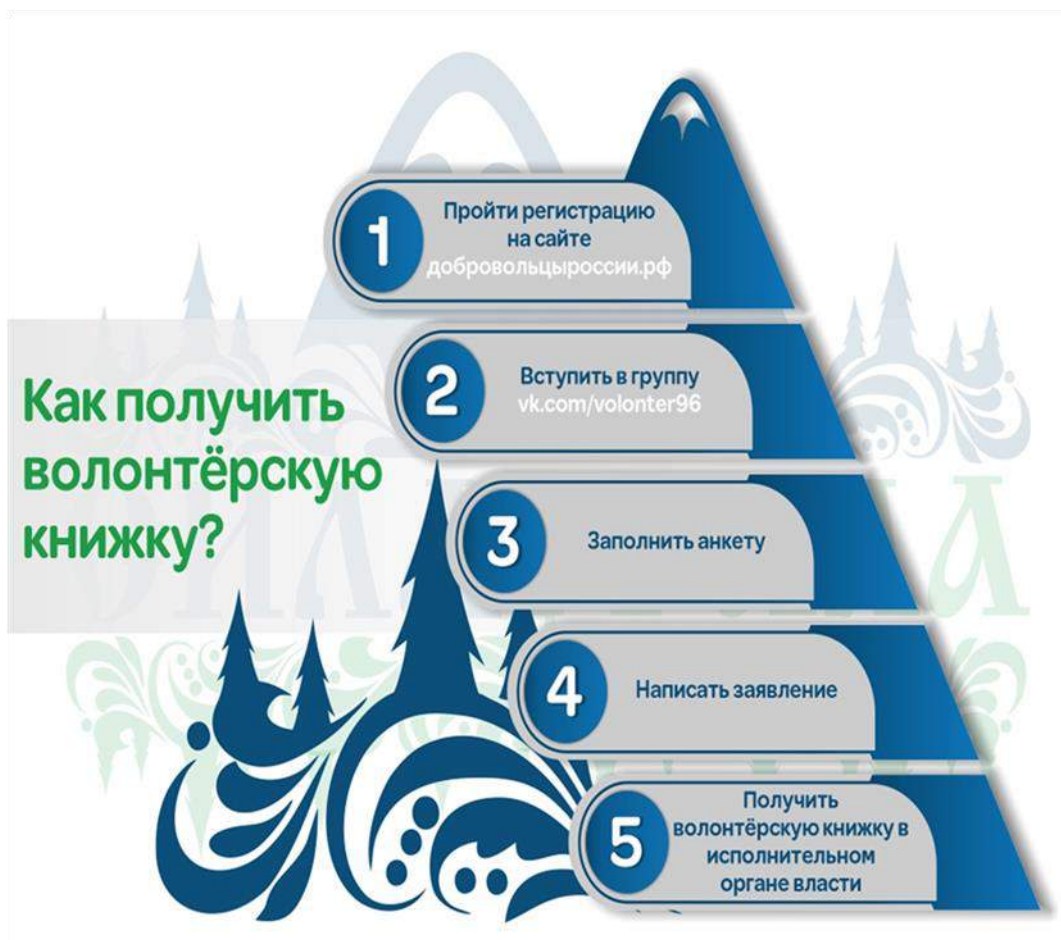 Как получить
волонтёрскую
книжку?
1
Пройти регистрацию
на сайте
добровольцыроссии.рф
2
Вступить в группу
vk.com/volonter96
3
Заполнить анкету
4
Написать заявление
5
Получить
волонтёрскую книжку в
исполнительном
органе власти